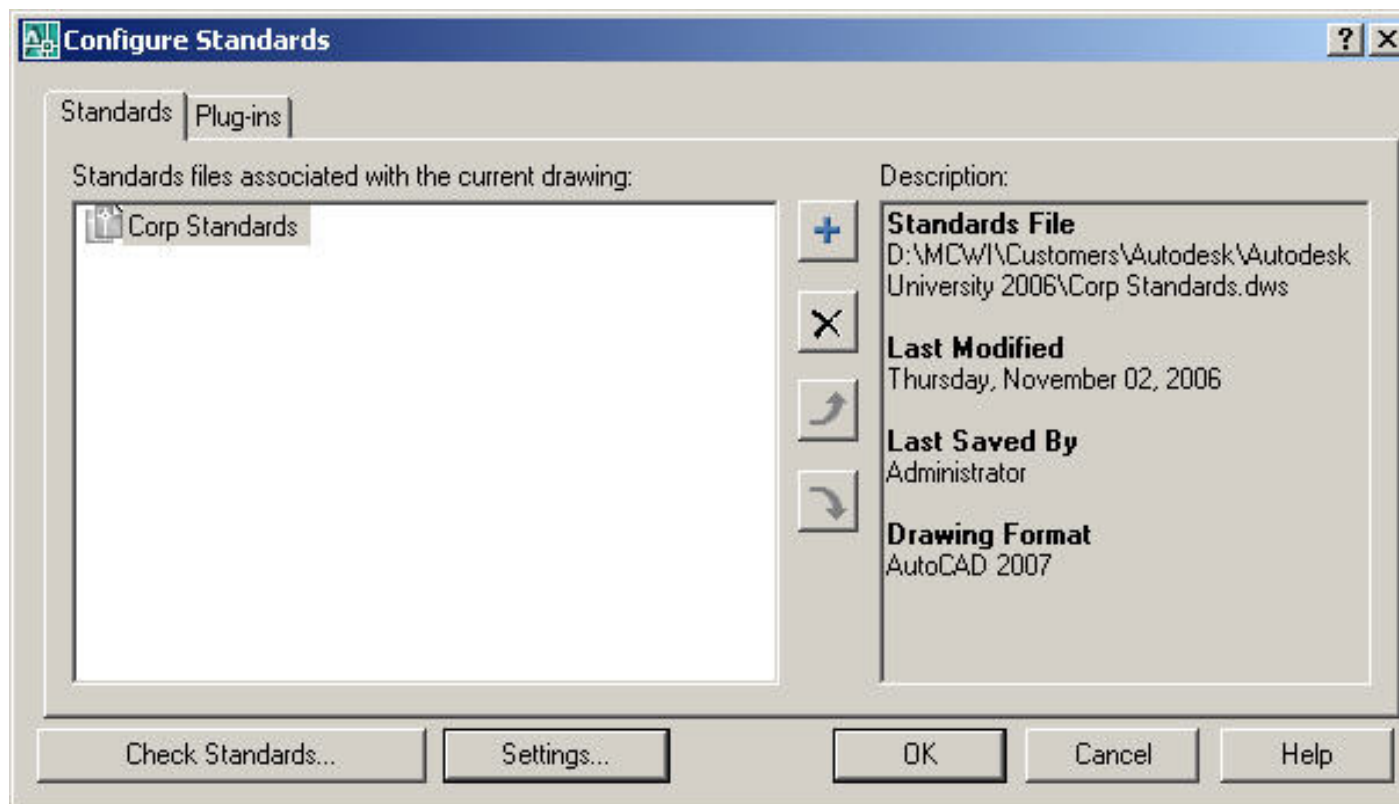 Configure Standards
Standards
Plug-ins
Standards files associated with the current drawing:
Corp Standards
Description:
Standards File
D:\MCWI\Customers\Autodesk\Autodesk
University 2006\Corp Standards.dws
Last Modified
Thursday, November 02, 2006
Last Saved By
Administrator
Drawing Format
AutoCAD 2007
Check Standards...
Settings...
OK
Cancel
Help